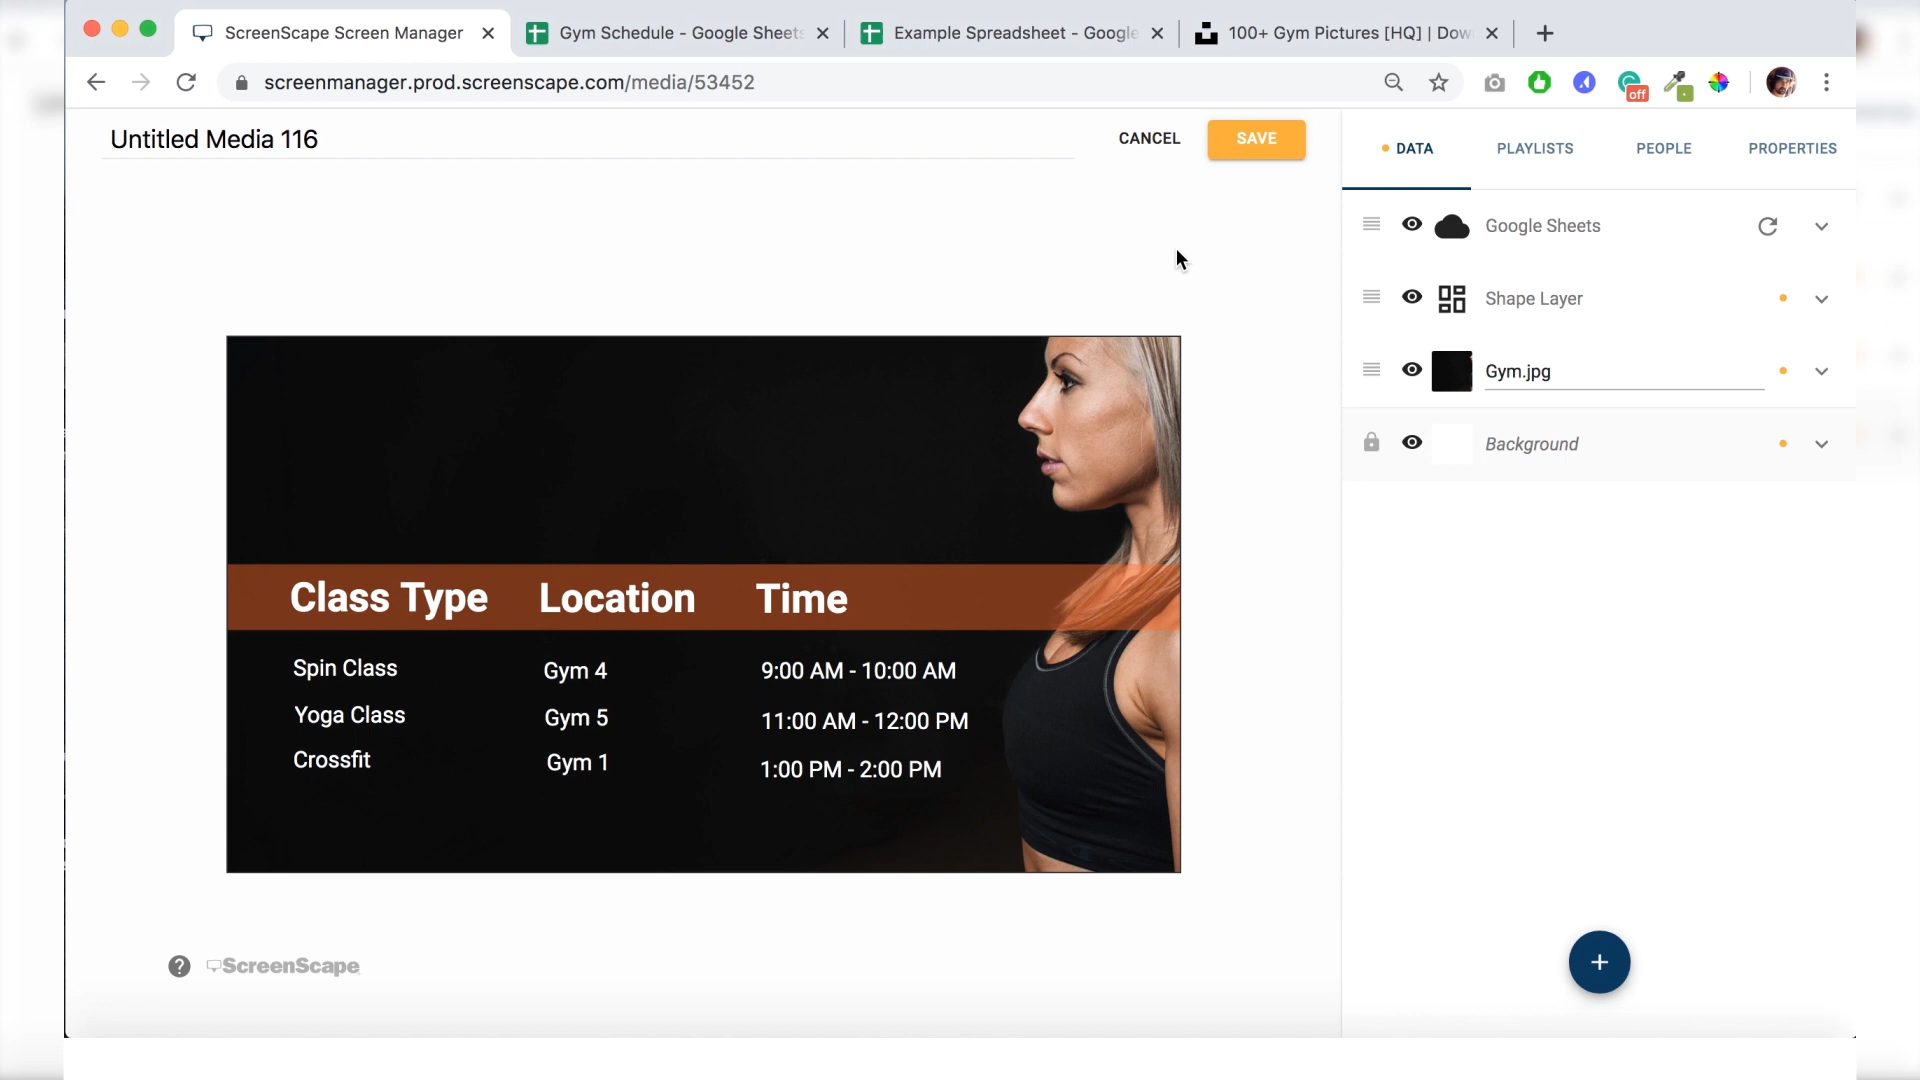 ScreenScape Screen Manager
Gym Schedule - Google Sheets
Example Spreadsheet - Google
100+ Gym Pictures [HQ] | Dow
screenmanager.prod.screenscape.com/media/53452
off
Untitled Media 116
CANCEL
SAVE
DATA
PLAYLISTS
PEOPLE
PROPERTIES
Google Sheets
Shape Layer
Gym.jpg
Background
Class Type Location Time
Spin Class Gym 4 9:00 AM - 10:00 AM
Yoga Class Gym 5 11:00 AM - 12:00 PM
Crossfit Gym 1 1:00 PM - 2:00 PM
ScreenScape